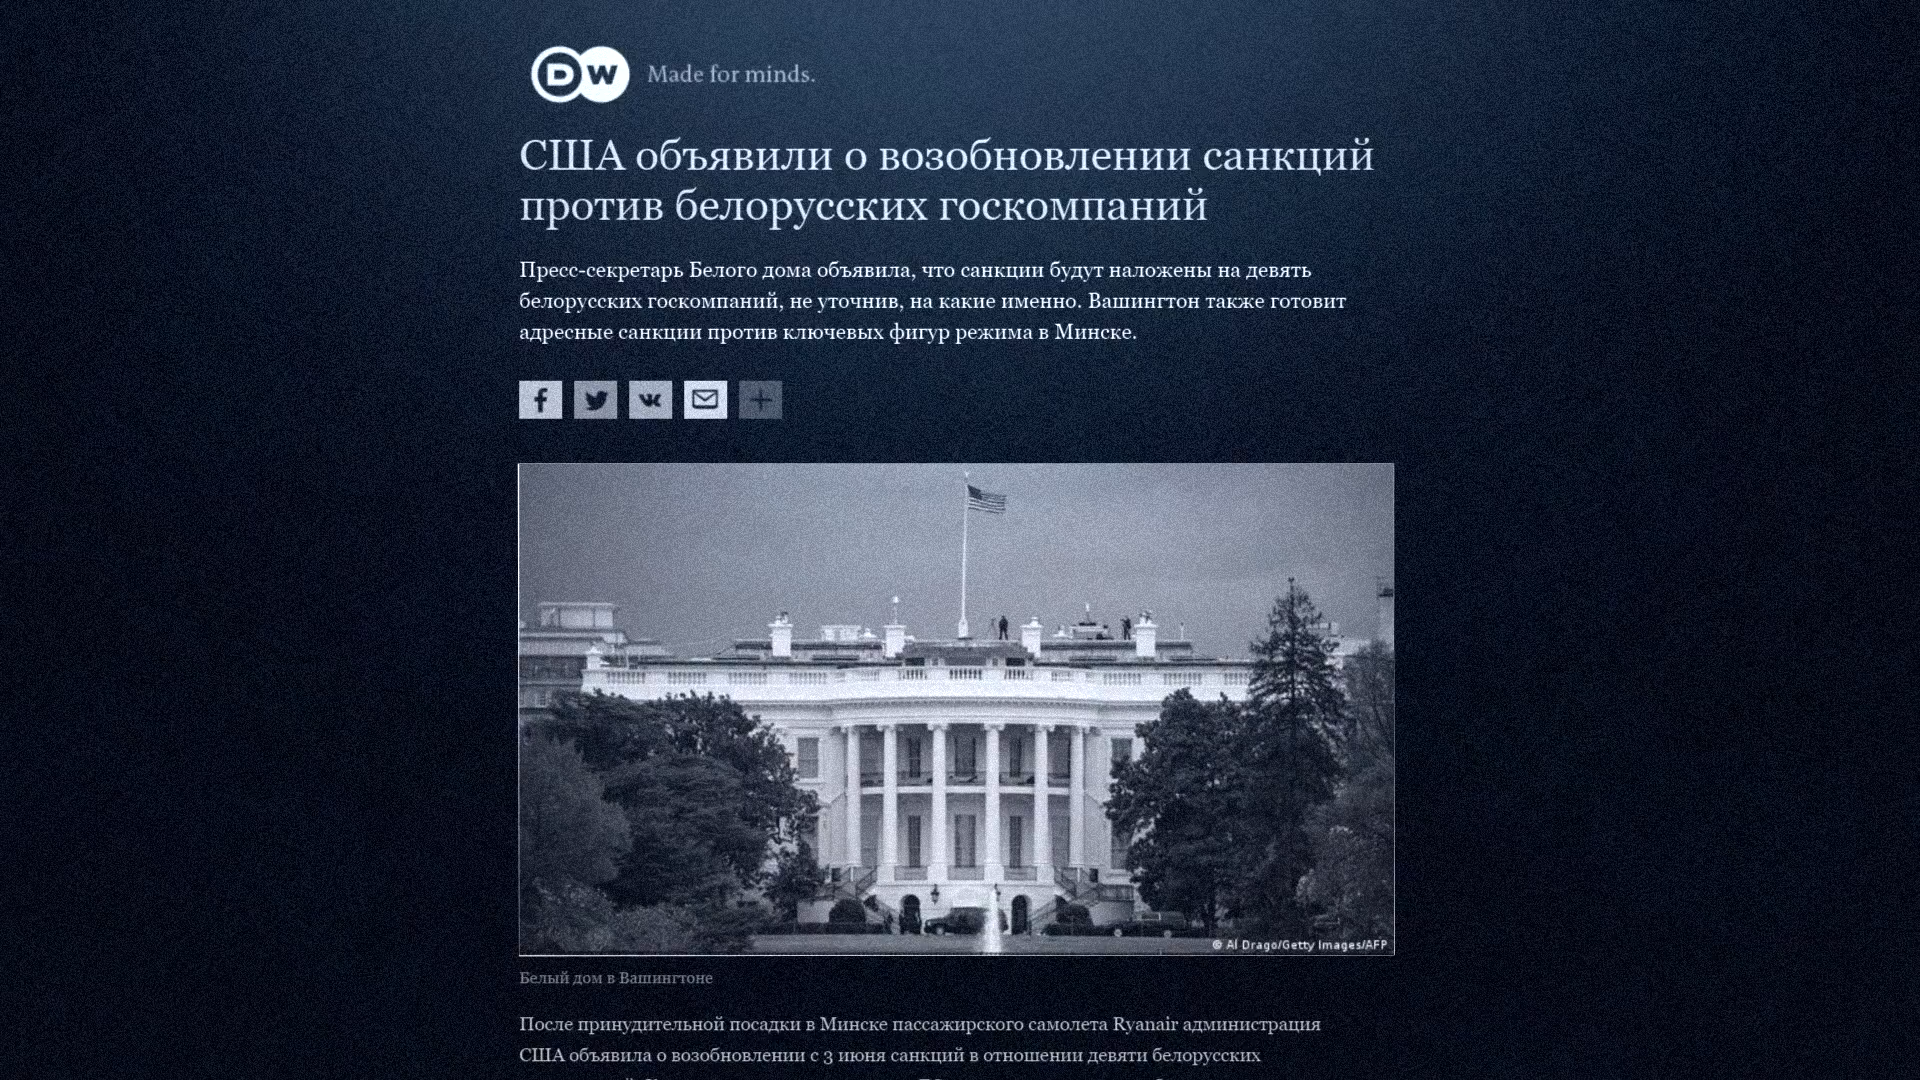 DW Made for minds.
США объявили о возобновлении санкций
против белорусских госкомпаний
Пресс-секретарь Белого дома объявила, что санкции будут наложены на девять
белорусских госкомпаний, не уточнив, на какие именно. Вашингтон также готовит
адресные санкции против ключевых фигур режима в Минске.
© Al Drago/Getty Images/AFP
Белый дом в Вашингтоне
После принудительной посадки в Минске пассажирского самолета Ryanair администрация
США объявила о возобновлении с 3 июня санкций в отношении девяти белорусских